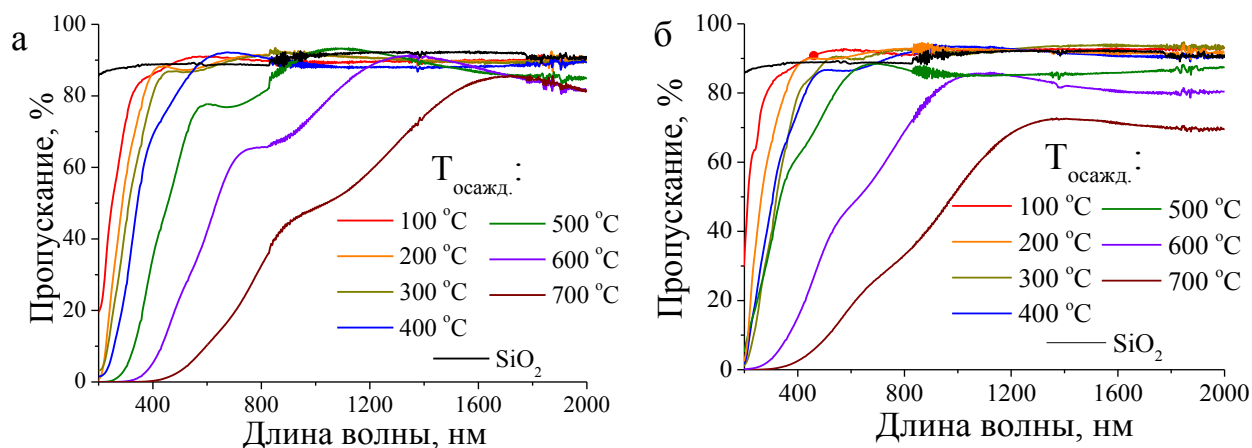 а
Пропускание, %
100
80
60
40
20
0
400 800 1200 1600 2000
Длина волны, нм
Tосажд.:
100 °C
200 °C
300 °C
400 °C
500 °C
600 °C
700 °C
SiO2
б
Пропускание, %
100
80
60
40
20
0
400 800 1200 1600 2000
Длина волны, нм
Tосажд.:
100 °C
200 °C
300 °C
400 °C
500 °C
600 °C
700 °C
SiO2